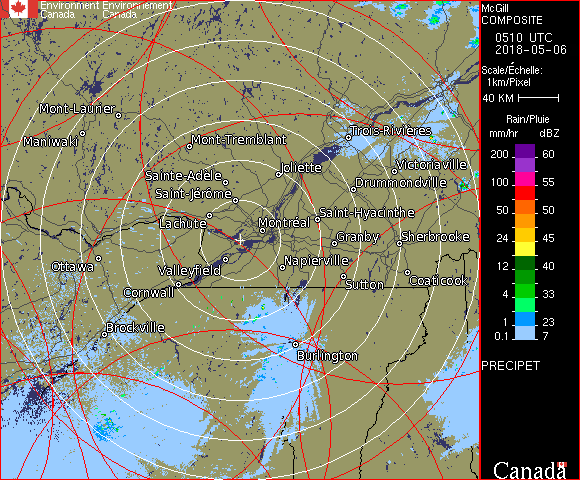 Environment Environnement
Canada Canada
McGill
COMPOSITE
0510 UTC
2018-05-06
Scale/Échelle:
1km/Pixel
40 KM
Rain/Pluie
mm/hr dBZ
200 60
100 55
50 50
24 45
12 40
4 33
1 23
0.1 7
PRECIPET
Canada
Mont-Laurier
Maniwaki
Mont-Tremblant
Trois-Rivières
Sainte-Adèle
Joliette
Victoriaville
Saint-Jérôme
Drummondville
Lachute
Montréal
Saint-Hyacinthe
Granby
Sherbrooke
Ottawa
Valleyfield
Napierville
Cornwall
Sutton
Coaticook
Brockville
Burlington